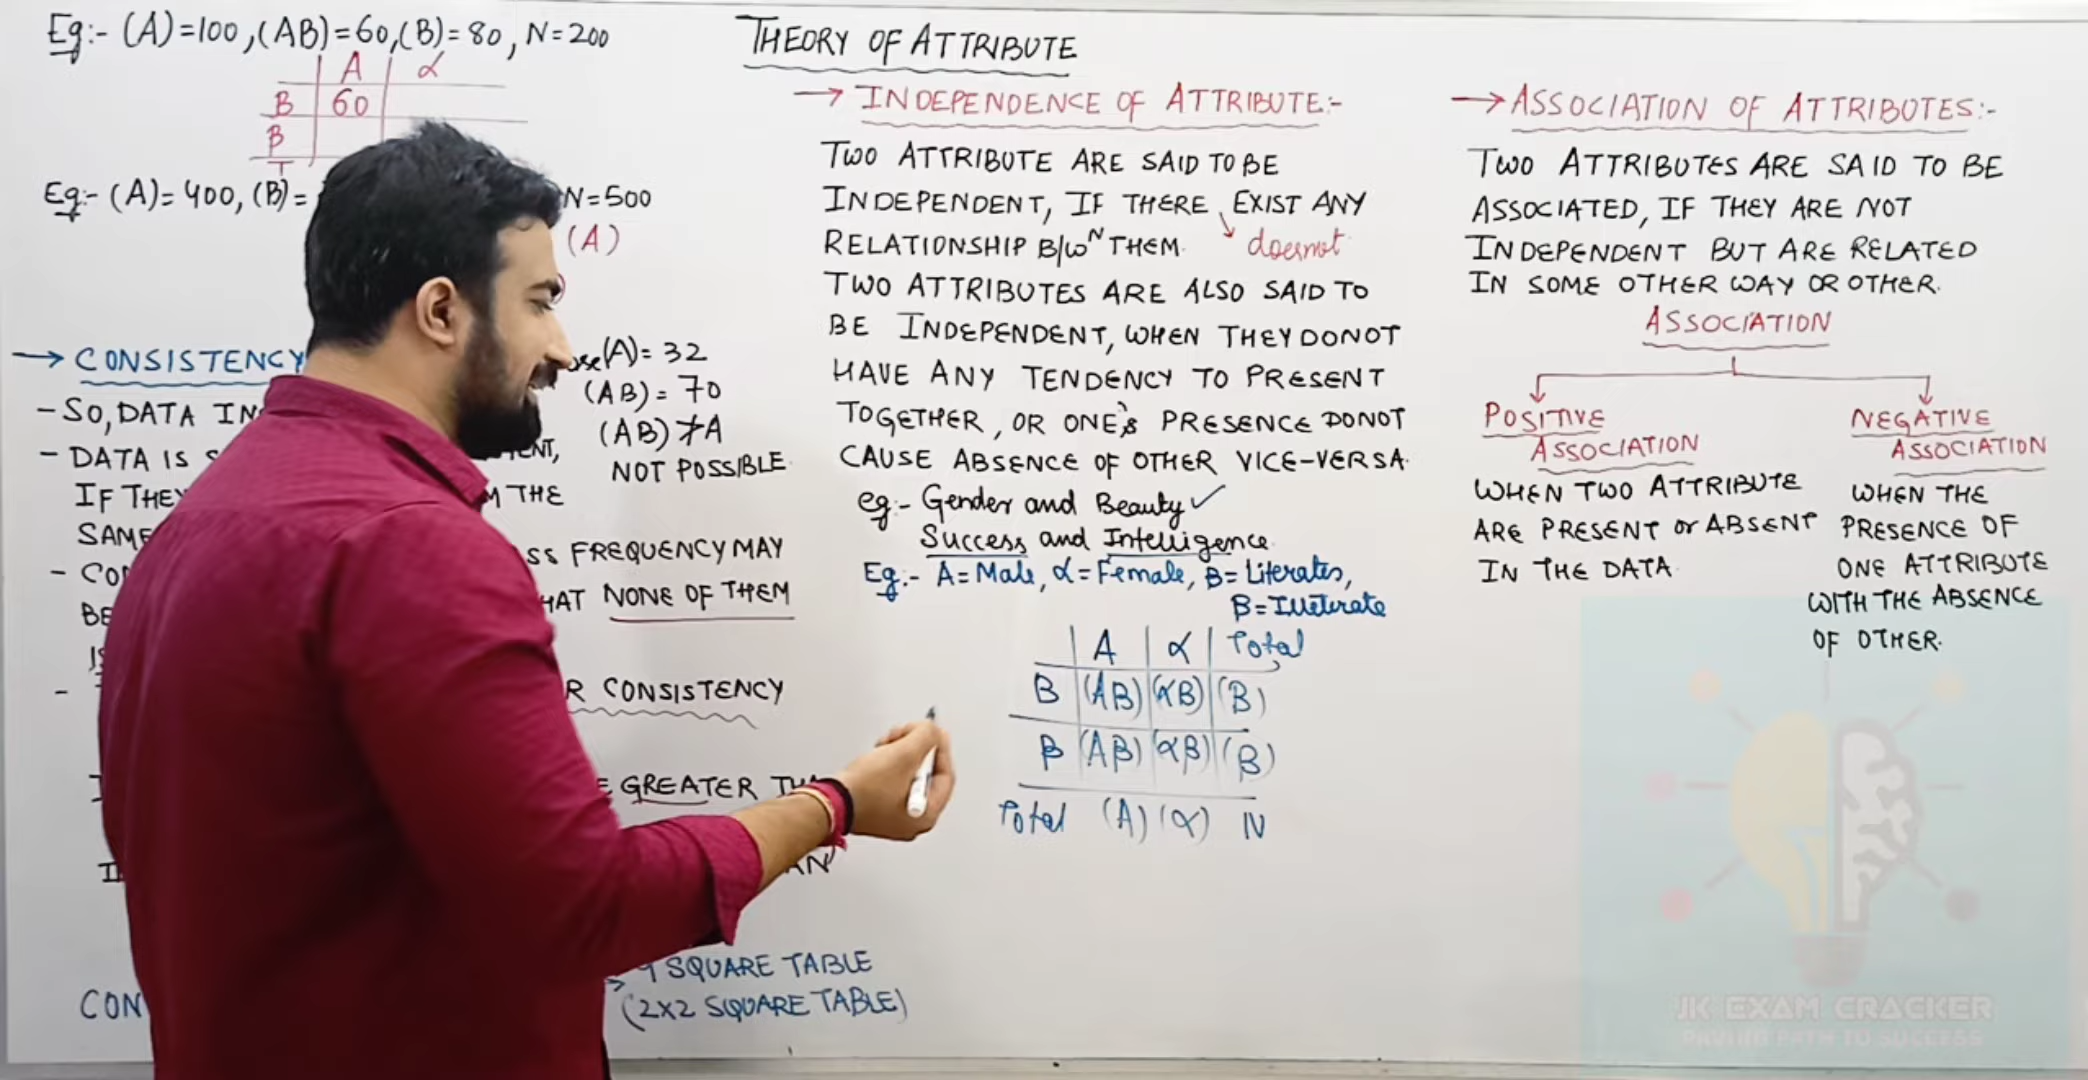 Eg:- (A)=100, (AB)=60, (B)=80, N=200
A α
B 60
β
T
Eg:- (A)=400, (B)=
N=500
(A)
→ CONSISTENCY
- SO, DATA IN
- DATA IS
IF THEY
M THE
SAME
- CO
SS FREQUENCY MAY
BE
HAT NONE OF THEM
-
R CONSISTENCY
GREATER
CON
9 SQUARE TABLE
(2X2 SQUARE TABLE)
(A)= 32
(AB)= 70
(AB) ≯A
NOT POSSIBLE.
THEORY OF ATTRIBUTE
→ INDEPENDENCE OF ATTRIBUTE:-
TWO ATTRIBUTE ARE SAID TO BE
INDEPENDENT, IF THERE EXIST ANY
RELATIONSHIP B/Wᴺ THEM. doesnot
TWO ATTRIBUTES ARE ALSO SAID TO
BE INDEPENDENT, WHEN THEY DONOT
HAVE ANY TENDENCY TO PRESENT
TOGETHER, OR ONE'S PRESENCE DONOT
CAUSE ABSENCE OF OTHER VICE-VERSA.
eg:- Gender and Beauty ✓
Success and Intelligence.
Eg:- A=Male, α=Female, B=Literates,
β=Illiterate
A α Total
B (AB) (αB) (B)
β (Aβ) (αβ) (β)
Total (A) (α) N
→ ASSOCIATION OF ATTRIBUTES:-
TWO ATTRIBUTES ARE SAID TO BE
ASSOCIATED, IF THEY ARE NOT
INDEPENDENT BUT ARE RELATED
IN SOME OTHER WAY OR OTHER.
ASSOCIATION
POSITIVE
ASSOCIATION
WHEN TWO ATTRIBUTE
ARE PRESENT or ABSENT
IN THE DATA.
NEGATIVE
ASSOCIATION
WHEN THE
PRESENCE OF
ONE ATTRIBUTE
WITH THE ABSENCE
OF OTHER.
JK EXAM CRACKER
PAVING PATH TO SUCCESS